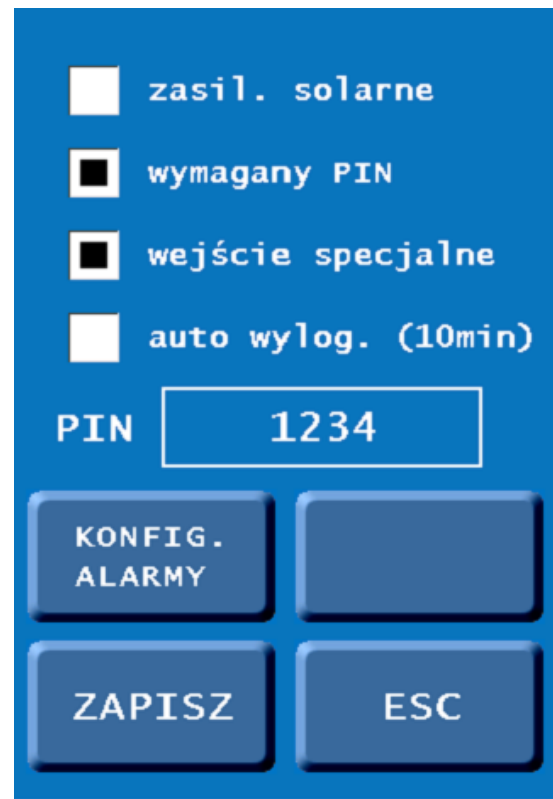 zasil. solarne
wymagany PIN
wejście specjalne
auto wylog. (10min)
PIN 1234
KONFIG.
ALARMY
ZAPISZ ESC